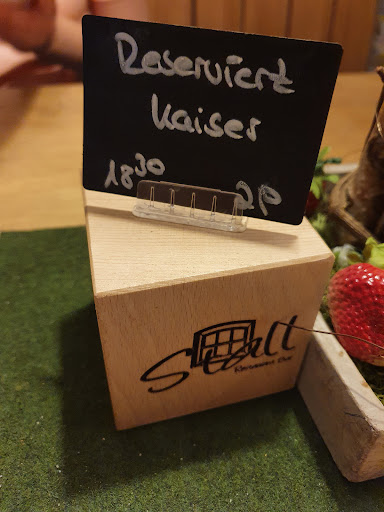 Reserviert
Kaiser
18³⁰ 2P
Stall